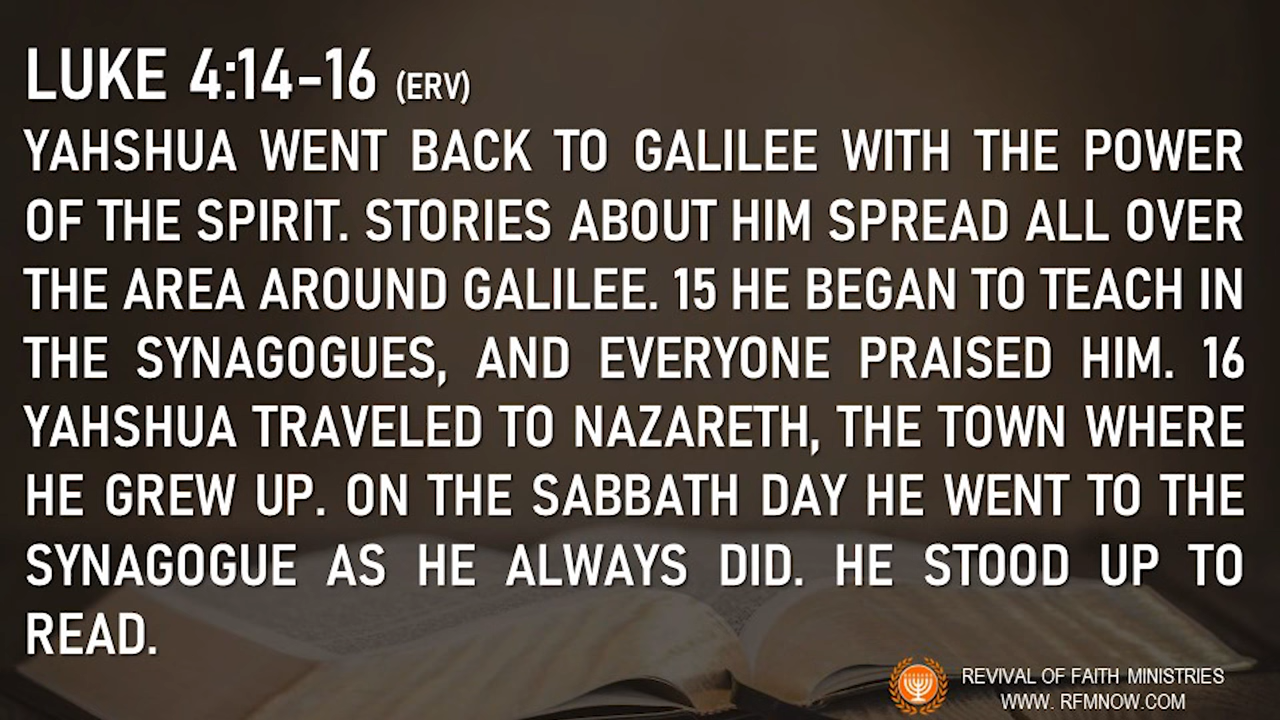 LUKE 4:14-16 (ERV)
YAHSHUA WENT BACK TO GALILEE WITH THE POWER
OF THE SPIRIT. STORIES ABOUT HIM SPREAD ALL OVER
THE AREA AROUND GALILEE. 15 HE BEGAN TO TEACH IN
THE SYNAGOGUES, AND EVERYONE PRAISED HIM. 16
YAHSHUA TRAVELED TO NAZARETH, THE TOWN WHERE
HE GREW UP. ON THE SABBATH DAY HE WENT TO THE
SYNAGOGUE AS HE ALWAYS DID. HE STOOD UP TO
READ.
REVIVAL OF FAITH MINISTRIES
WWW. RFMNOW.COM